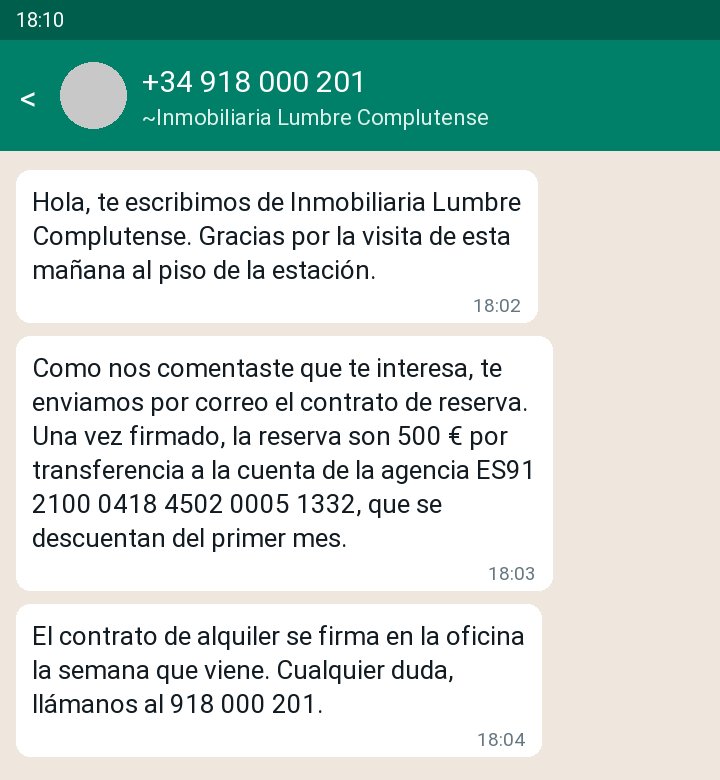 18:10
<
+34 918 000 201
~Inmobiliaria Lumbre Complutense
Hola, te escribimos de Inmobiliaria Lumbre
Complutense. Gracias por la visita de esta
mañana al piso de la estación.
18:02
Como nos comentaste que te interesa, te
enviamos por correo el contrato de reserva.
Una vez firmado, la reserva son 500 € por
transferencia a la cuenta de la agencia ES91
2100 0418 4502 0005 1332, que se
descuentan del primer mes.
18:03
El contrato de alquiler se firma en la oficina
la semana que viene. Cualquier duda,
llámanos al 918 000 201.
18:04